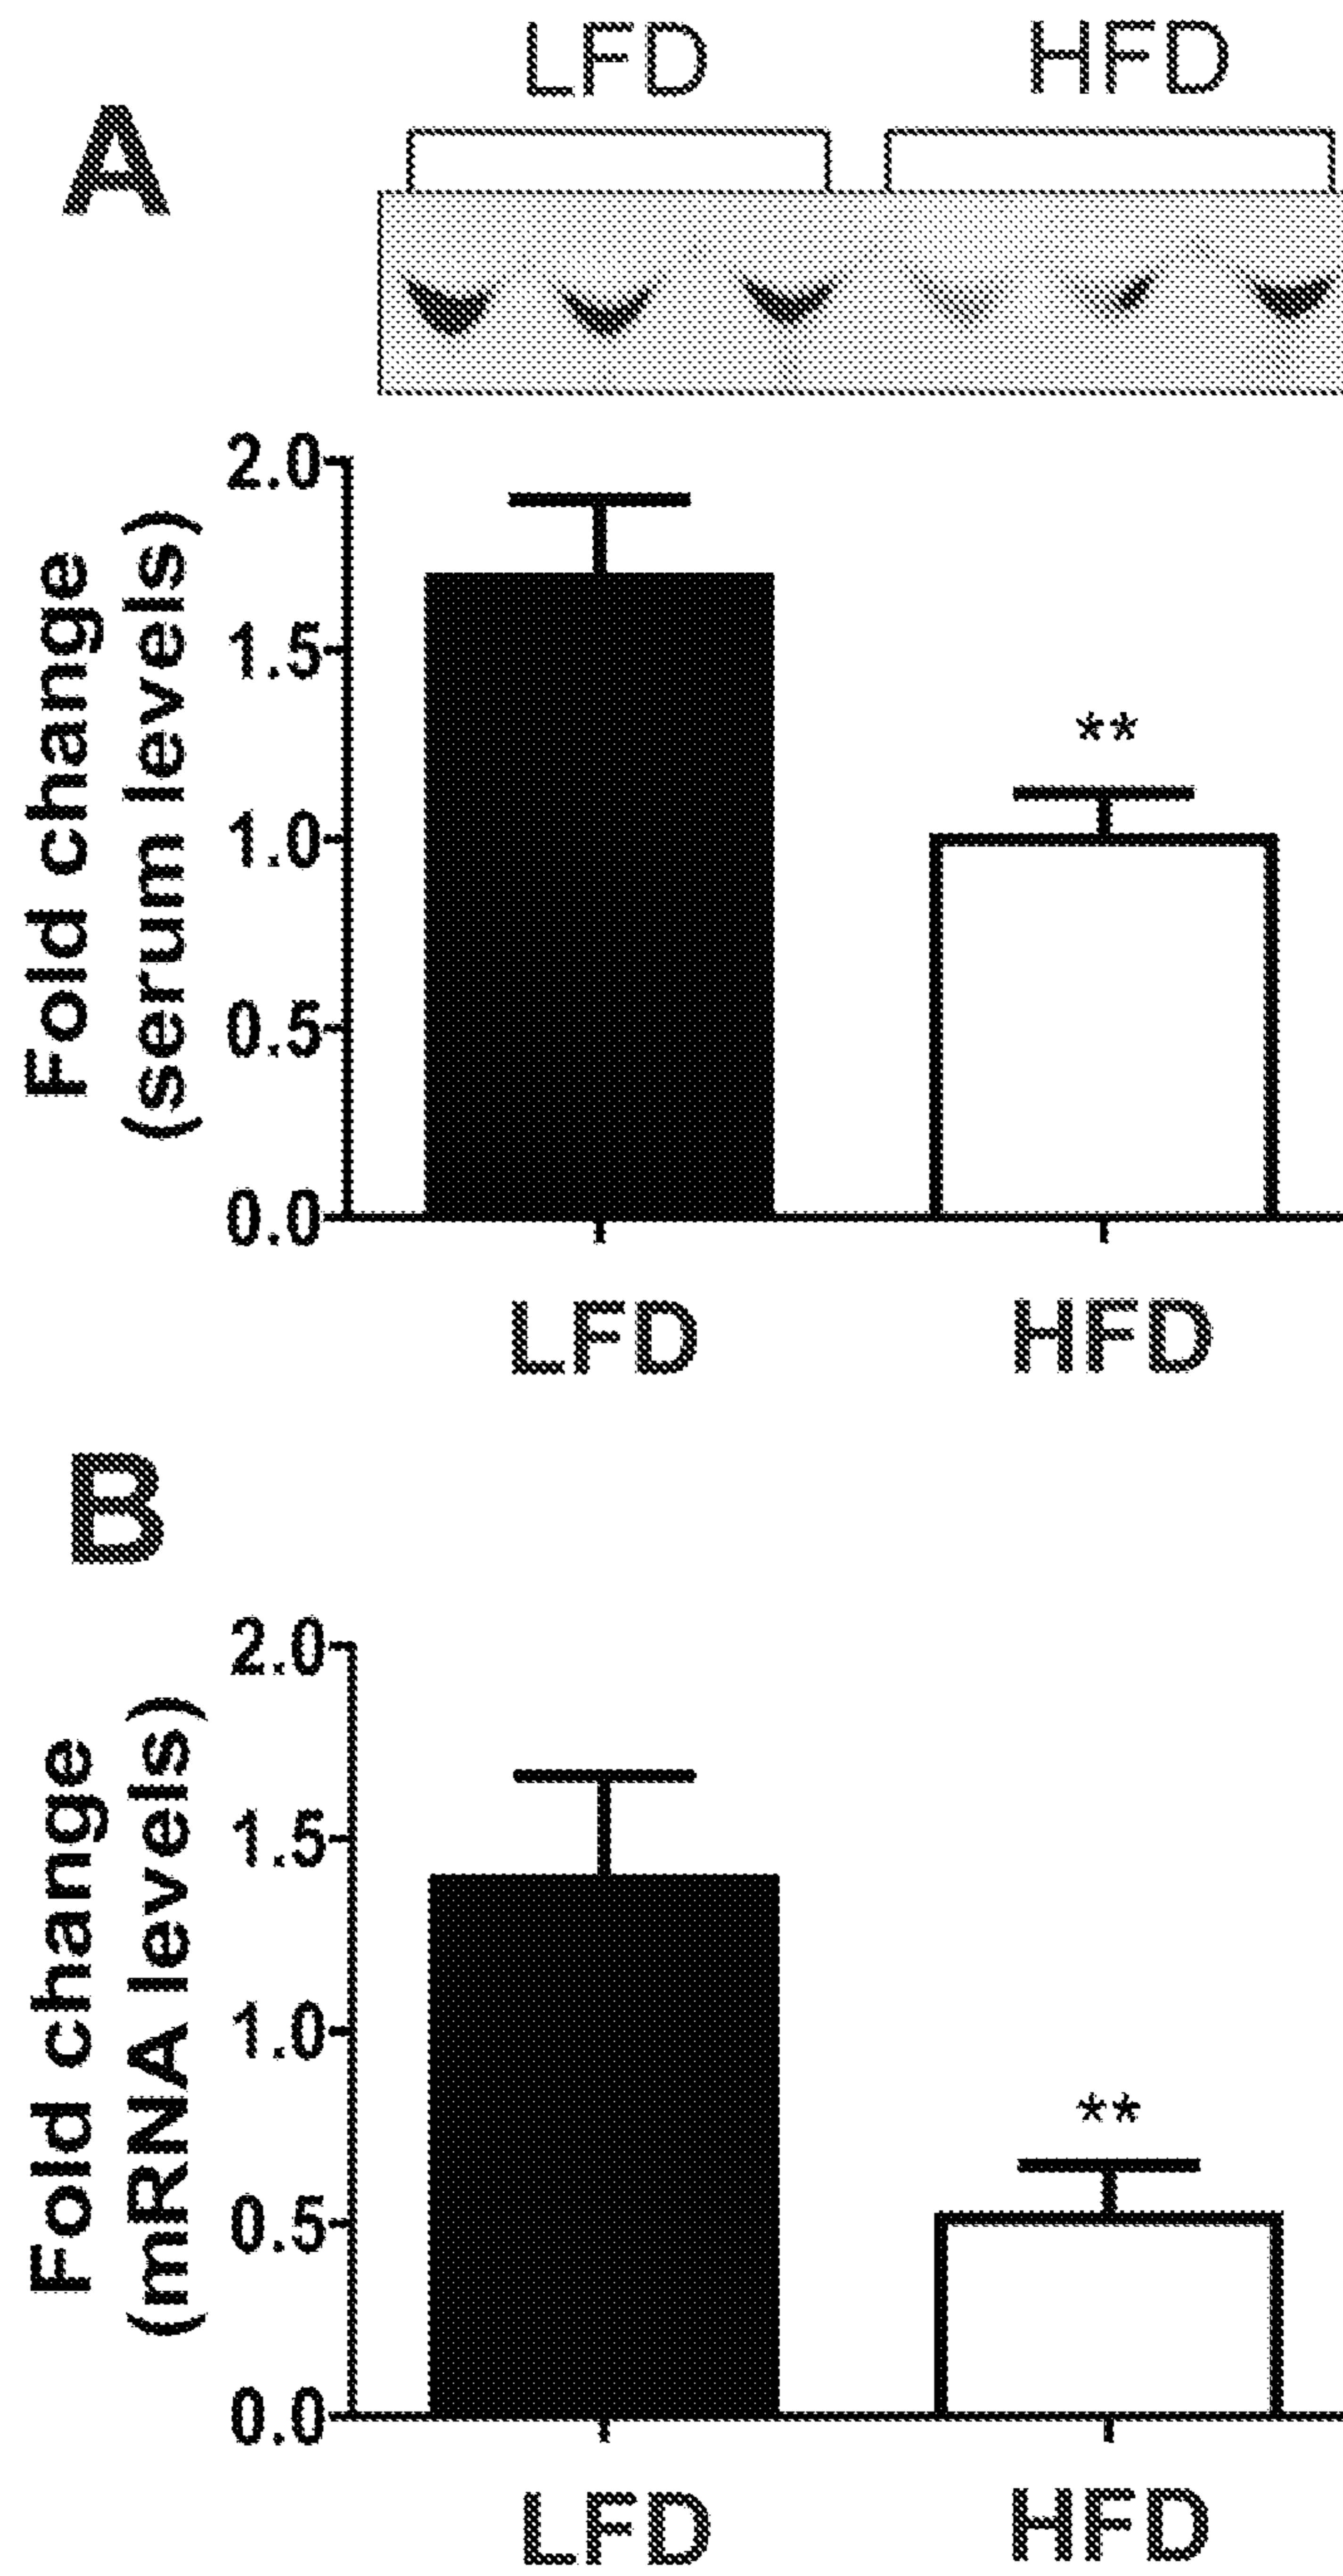 LFD HFD
A
2.0
1.5
1.0
0.5
0.0
Fold change
(serum levels)
**
LFD HFD
B
2.0
1.5
1.0
0.5
0.0
Fold change
(mRNA levels)
**
LFD HFD